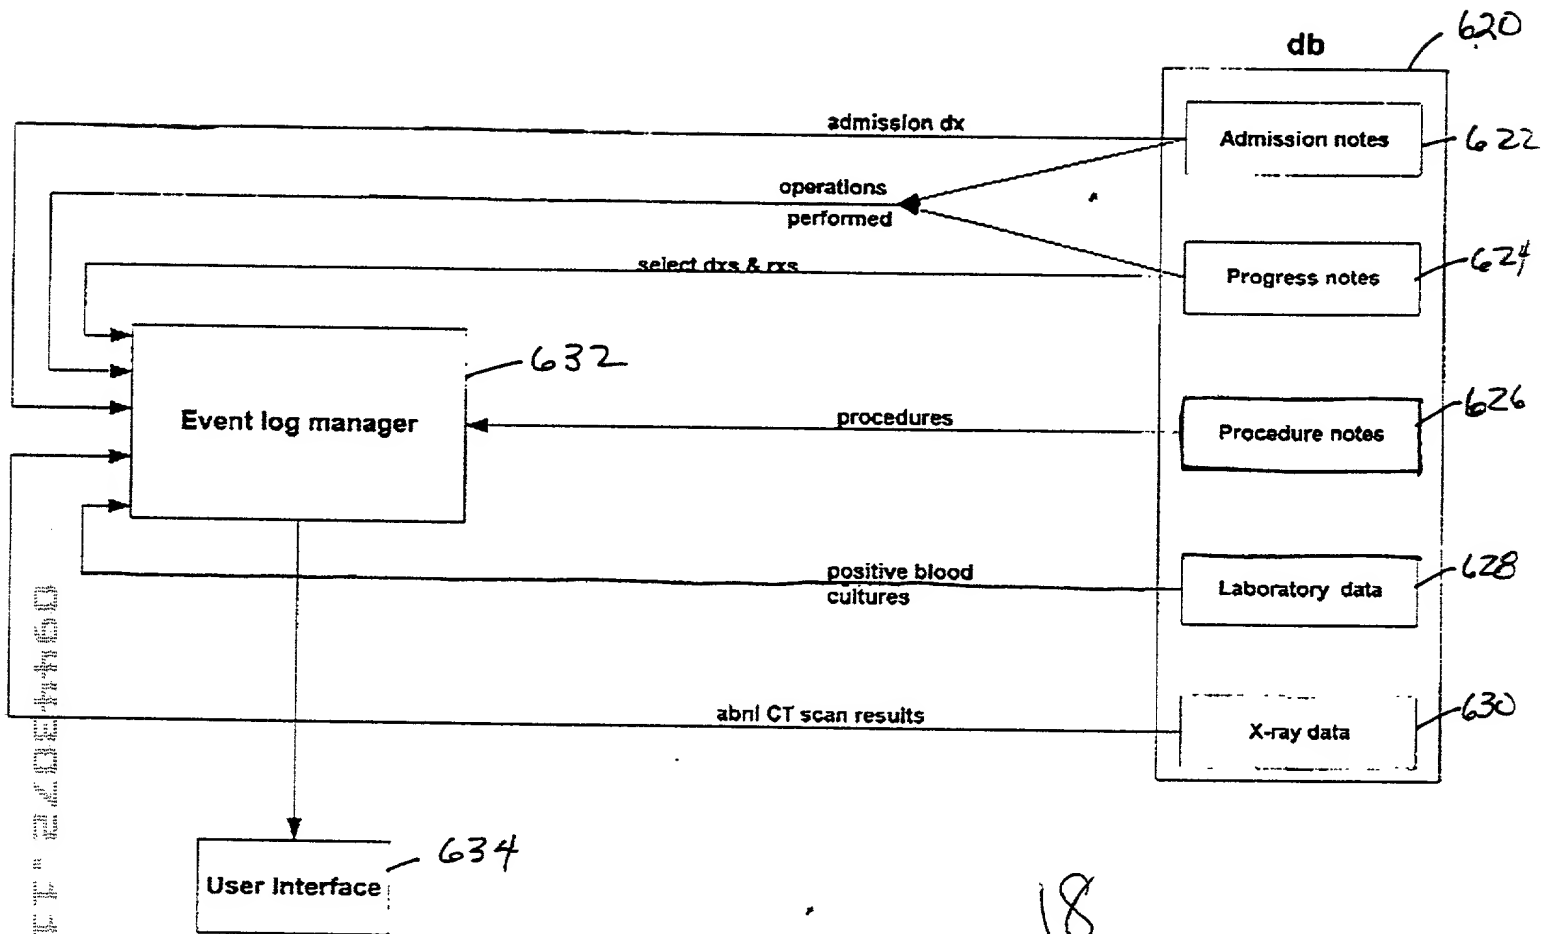 620
db
admission dx
Admission notes
622
operations
performed
select dxs & rxs
Progress notes
624
632
Event log manager
procedures
Procedure notes
626
positive blood
cultures
Laboratory data
628
abnl CT scan results
X-ray data
630
User Interface
634
18